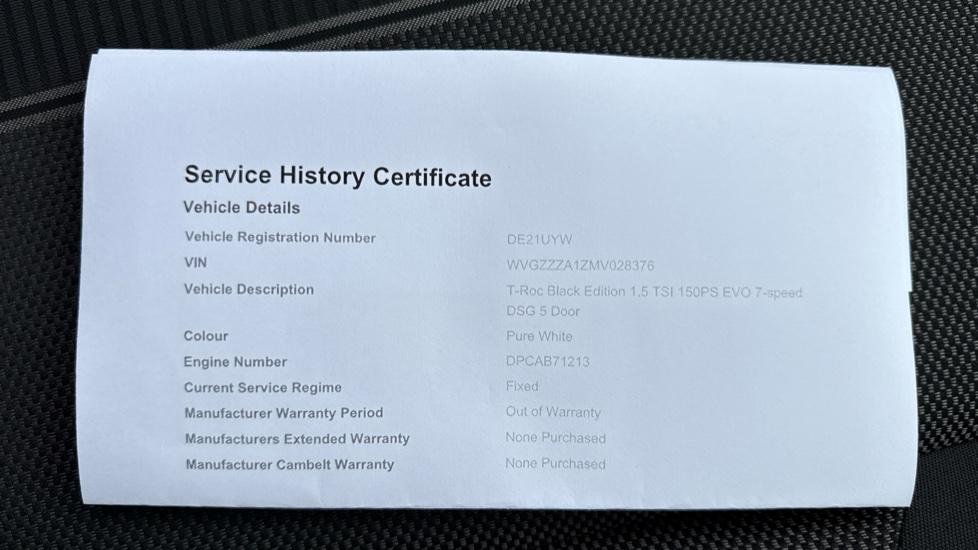 Service History Certificate
Vehicle Details
Vehicle Registration Number DE21UYW
VIN WVGZZZA1ZMV028376
Vehicle Description T-Roc Black Edition 1.5 TSI 150PS EVO 7-speed
DSG 5 Door
Colour Pure White
Engine Number DPCAB71213
Current Service Regime Fixed
Manufacturer Warranty Period Out of Warranty
Manufacturers Extended Warranty None Purchased
Manufacturer Cambelt Warranty None Purchased